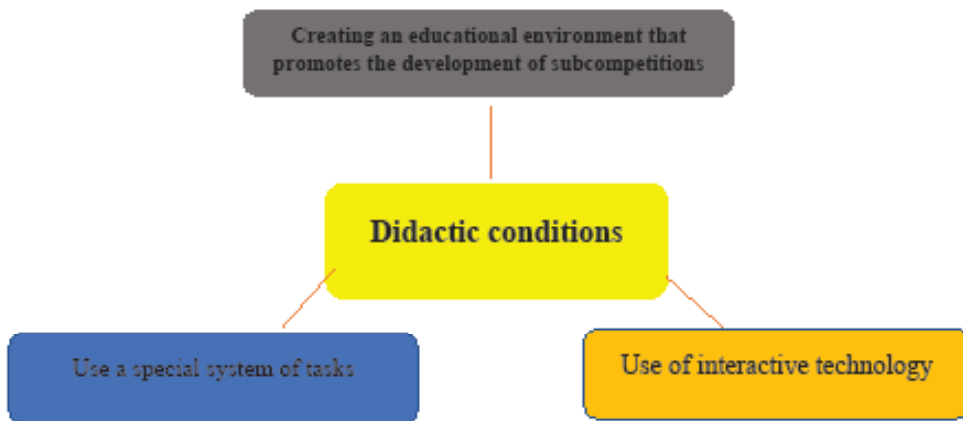 Creating an educational environment that
promotes the development of subcompetitions
Didactic conditions
Use a special system of tasks
Use of interactive technology